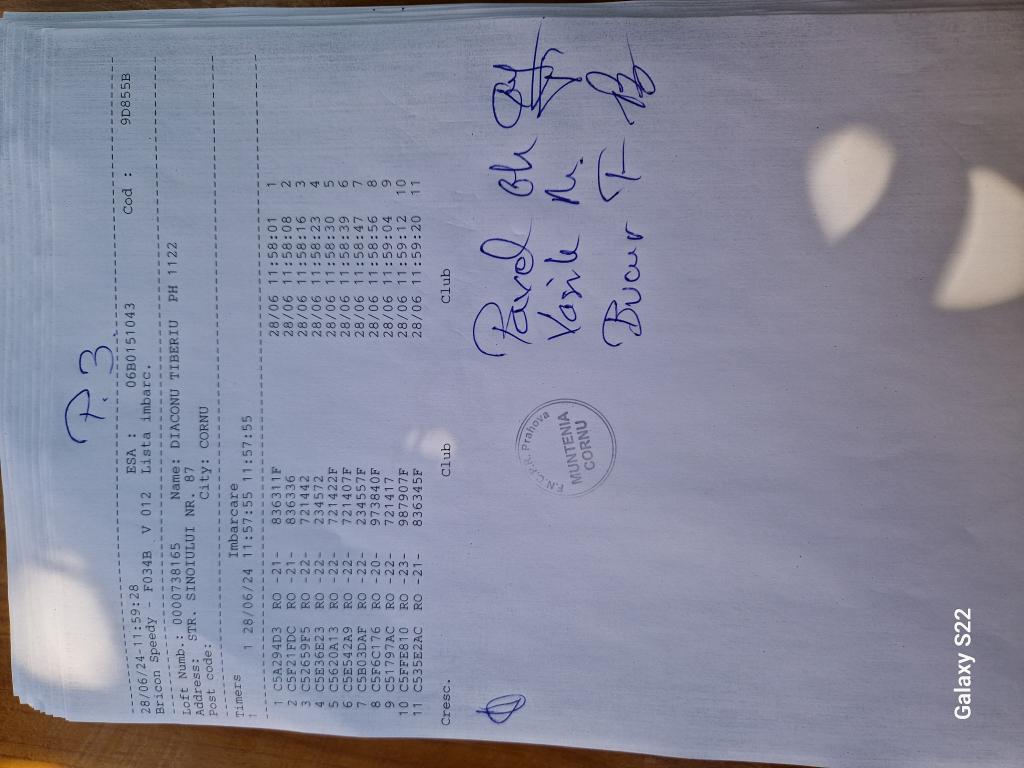 P.3.
28/06/24-11:59:28 ESA : 06B0151043 Cod : 9D855B
Bricon Speedy - F034B V 012 Lista imbarc.
Loft Numb.: 0000738165 Name: DIACONU TIBERIU PH 1122
Address: STR. SINOIULUI NR. 87
Post code: City: CORNU
Timers Imbarcare
1 1 28/06/24 11:57:55 11:57:55
1 C5A294D3 RO -21- 836311F 28/06 11:58:01 1
2 C5F21FDC RO -21- 836336 28/06 11:58:08 2
3 C52659F5 RO -22- 721442 28/06 11:58:16 3
4 C5E36E23 RO -22- 234572 28/06 11:58:23 4
5 C5620A13 RO -22- 721422F 28/06 11:58:30 5
6 C5E542A9 RO -22- 721407F 28/06 11:58:39 6
7 C5B03DAF RO -22- 234557F 28/06 11:58:47 7
8 C5F6C176 RO -20- 973840F 28/06 11:58:56 8
9 C51797AC RO -22- 721417 28/06 11:59:04 9
10 C5FFE810 RO -23- 987907F 28/06 11:59:12 10
11 C535E2AC RO -21- 836345F 28/06 11:59:20 11
Cresc. Club Club
Pavel Gh
Vasile N.
Bucur T
F.N.C.P.R. Prahova
MUNTENIA
CORNU
Galaxy S22